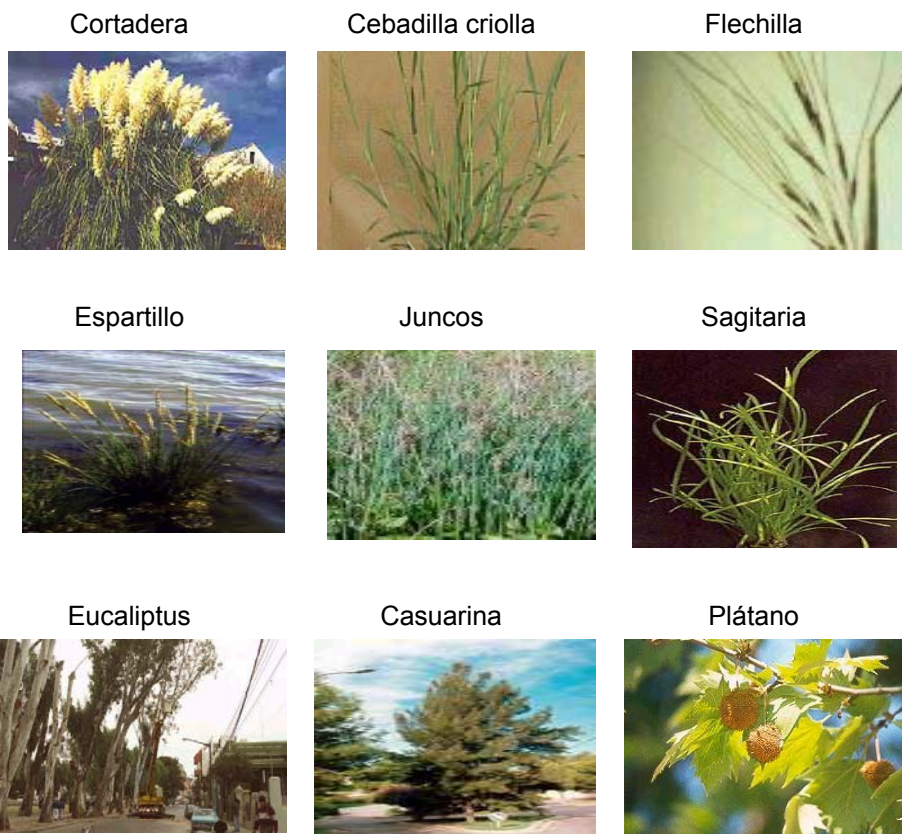 Cortadera Cebadilla criolla Flechilla
Espartillo Juncos Sagitaria
Eucaliptus Casuarina Plátano